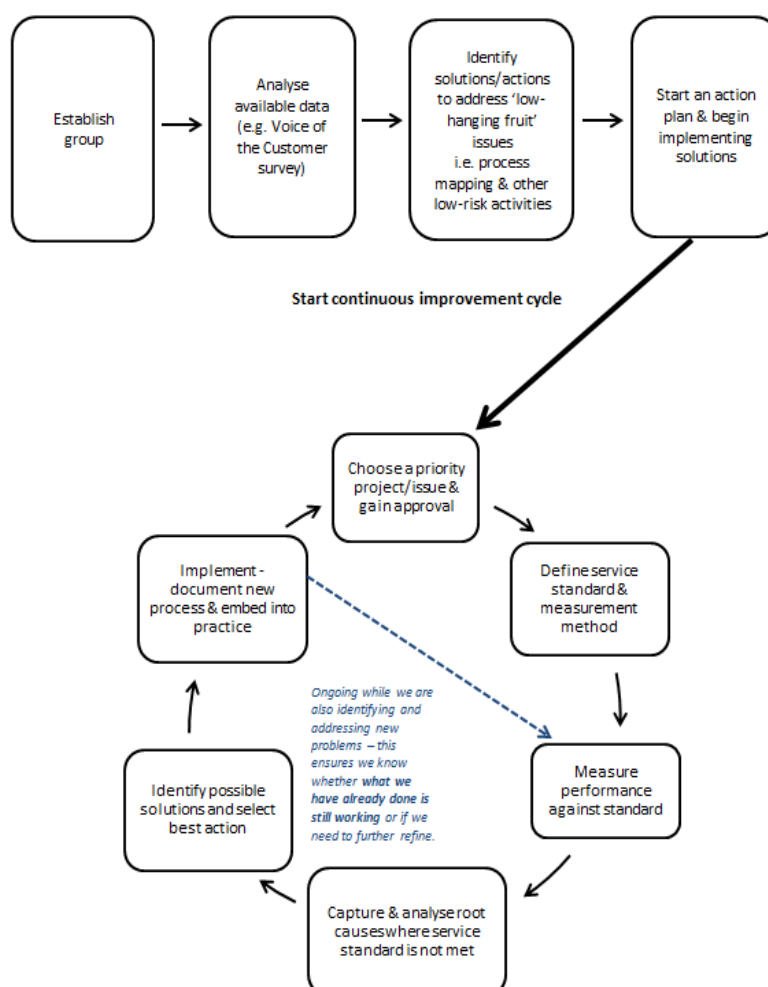 Establish
group
Analyse
available data
(e.g. Voice of
the Customer
survey)
Identify
solutions/actions
to address ‘low-
hanging fruit’
issues
i.e. process
mapping & other
low-risk activities
Start an action
plan & begin
implementing
solutions
Start continuous improvement cycle
Choose a priority
project/issue &
gain approval
Define service
standard &
measurement
method
Measure
performance
against standard
Capture & analyse root
causes where service
standard is not met
Identify possible
solutions and select
best action
Implement -
document new
process & embed into
practice
Ongoing while we are
also identifying and
addressing new
problems – this
ensures we know
whether what we
have already done is
still working or if we
need to further refine.